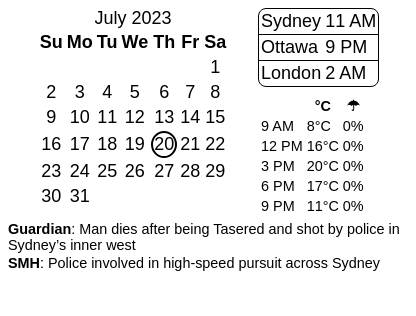 July 2023
Su Mo Tu We Th Fr Sa
1
2 3 4 5 6 7 8
9 10 11 12 13 14 15
16 17 18 19 20 21 22
23 24 25 26 27 28 29
30 31
Sydney 11 AM
Ottawa 9 PM
London 2 AM
°C ☂
9 AM 8°C 0%
12 PM 16°C 0%
3 PM 20°C 0%
6 PM 17°C 0%
9 PM 11°C 0%
Guardian: Man dies after being Tasered and shot by police in
Sydney’s inner west
SMH: Police involved in high-speed pursuit across Sydney